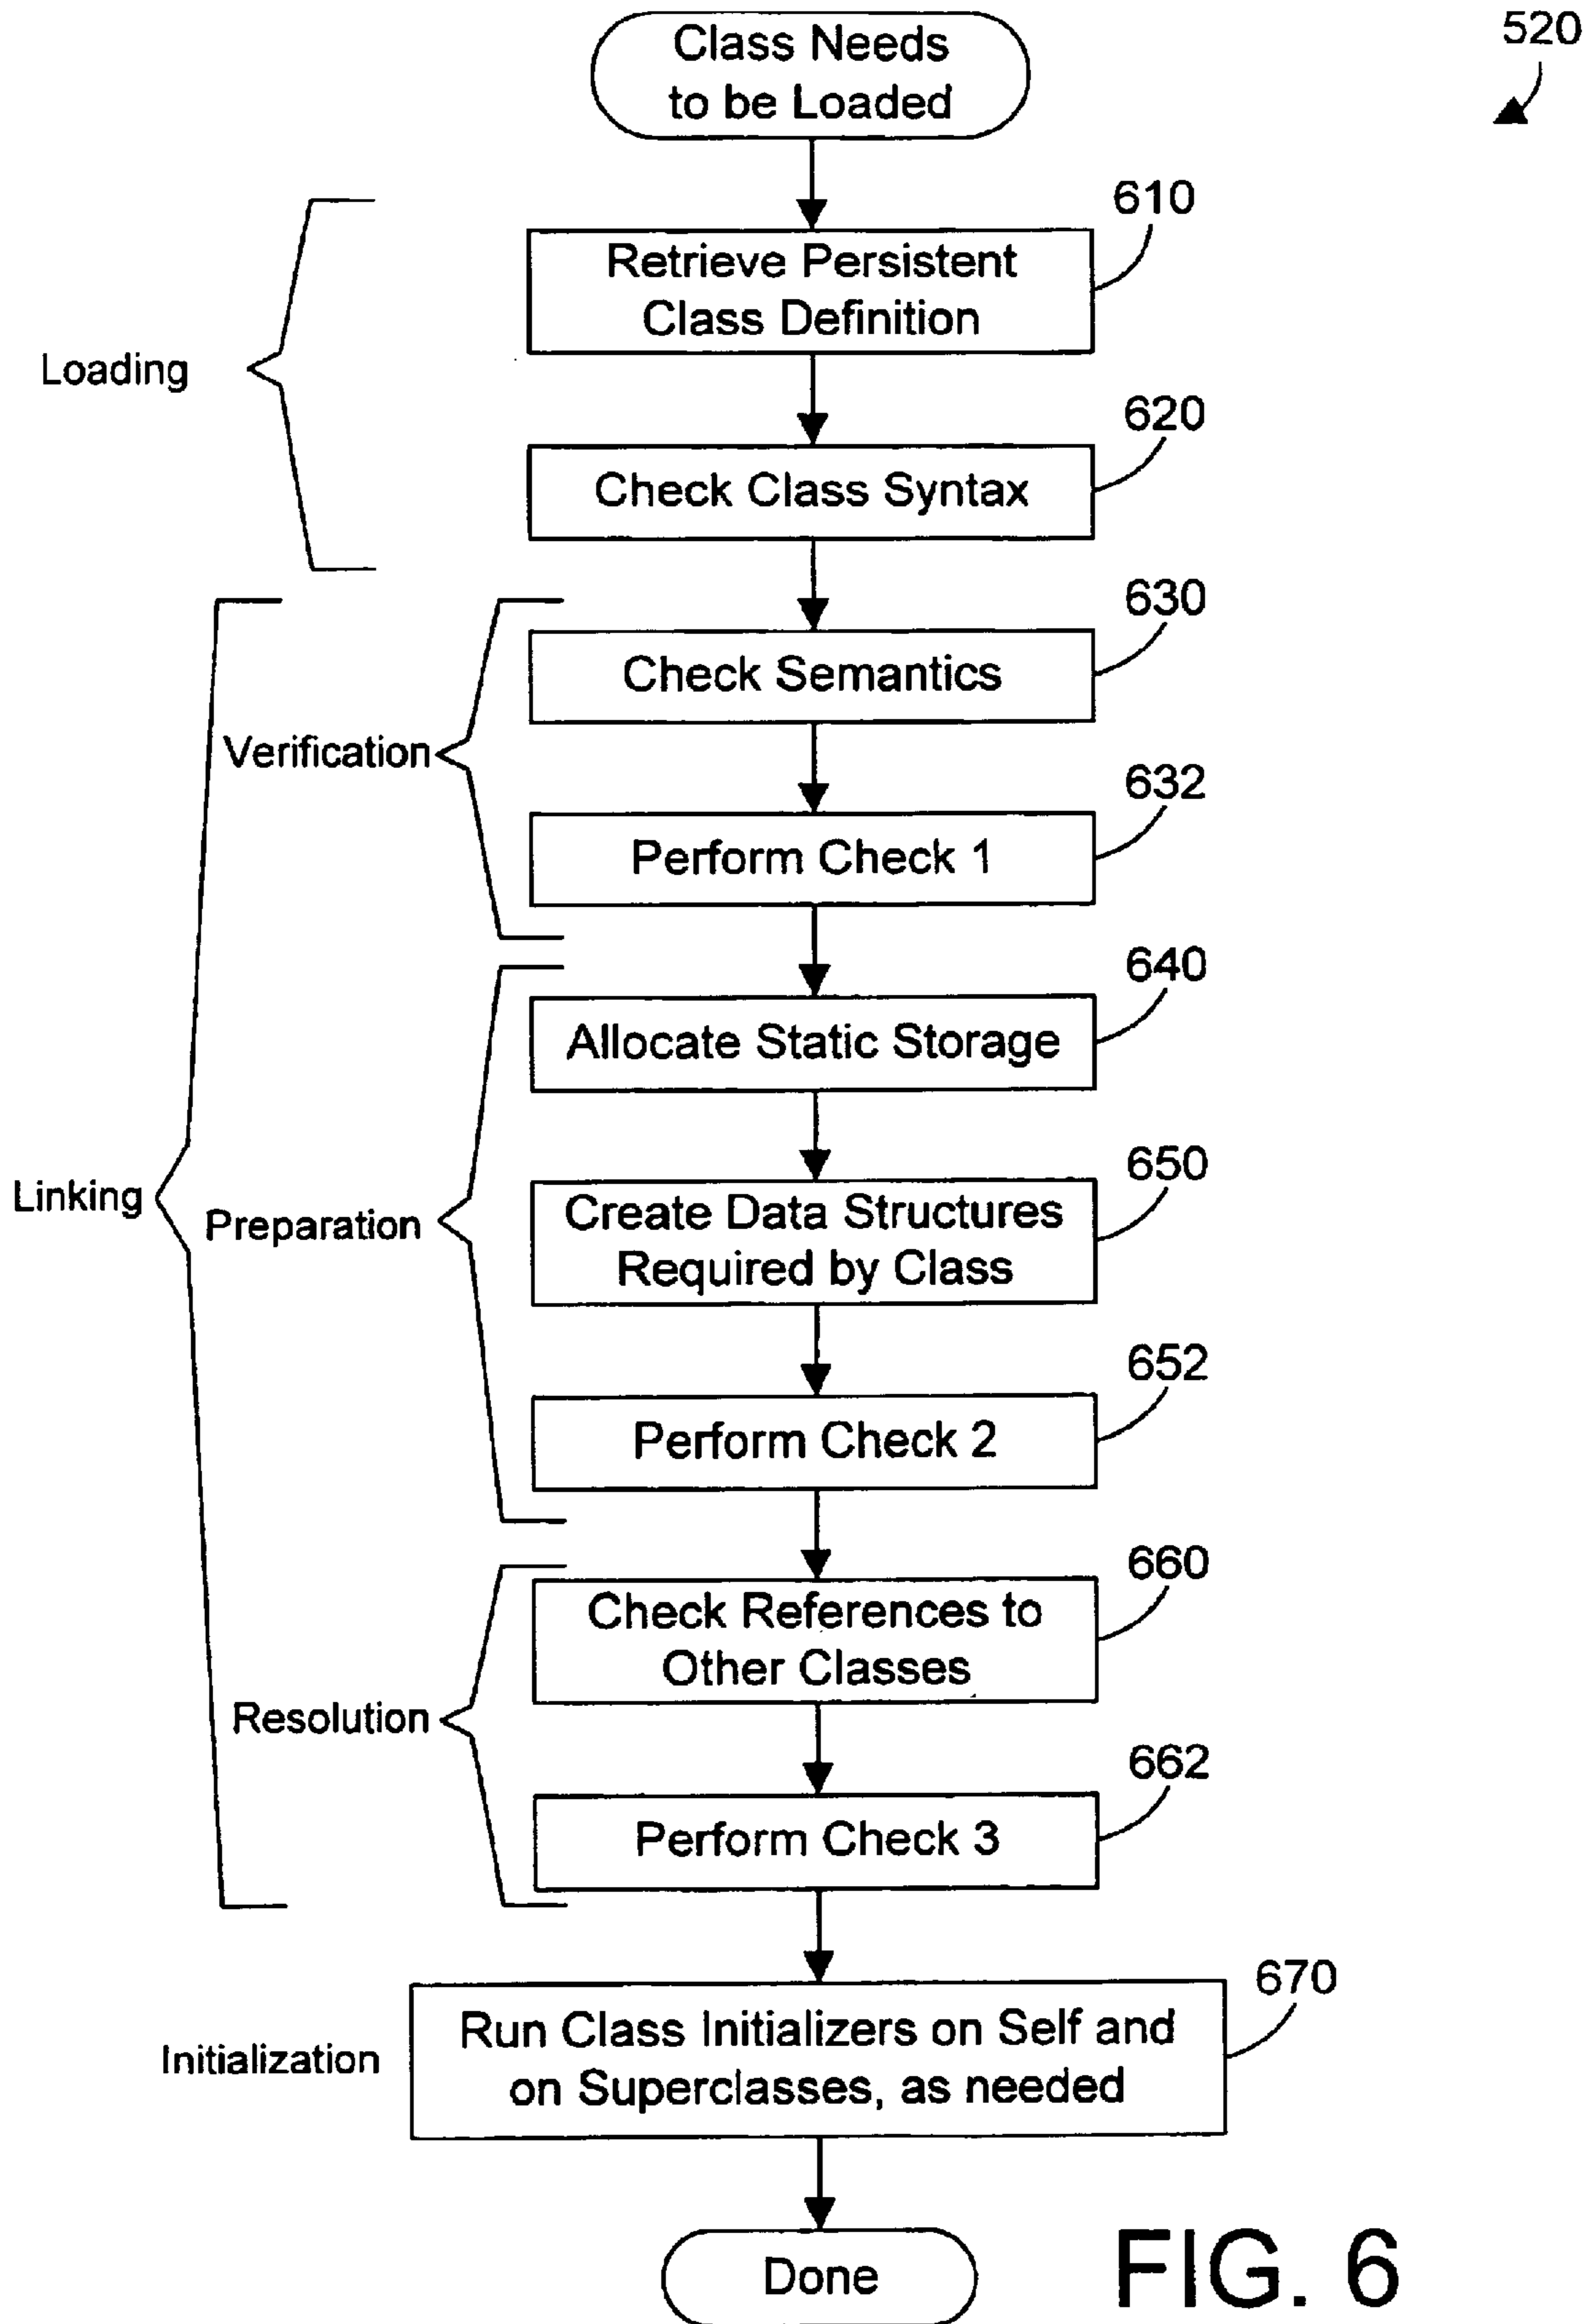 Class Needs
to be Loaded
520
610
Retrieve Persistent
Class Definition
Loading
620
Check Class Syntax
630
Check Semantics
Verification
632
Perform Check 1
640
Allocate Static Storage
650
Create Data Structures
Required by Class
Linking
Preparation
652
Perform Check 2
660
Check References to
Other Classes
Resolution
662
Perform Check 3
670
Run Class Initializers on Self and
on Superclasses, as needed
Initialization
Done
FIG. 6